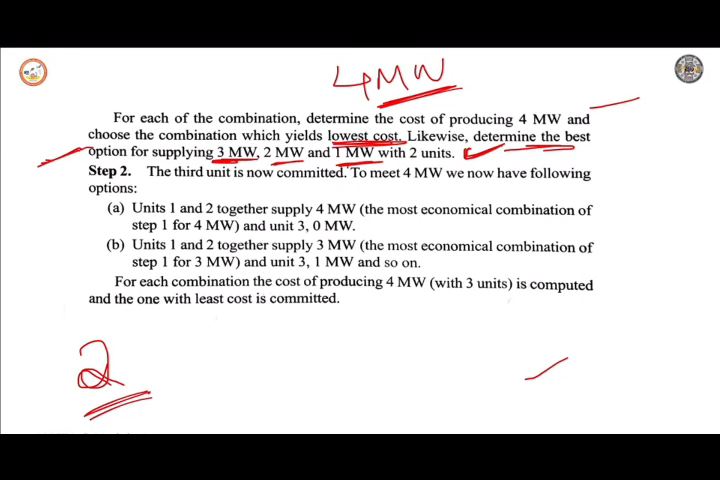 4 MW
For each of the combination, determine the cost of producing 4 MW and
choose the combination which yields lowest cost. Likewise, determine the best
option for supplying 3 MW, 2 MW and 1 MW with 2 units.
Step 2. The third unit is now committed. To meet 4 MW we now have following
options:
(a) Units 1 and 2 together supply 4 MW (the most economical combination of
step 1 for 4 MW) and unit 3, 0 MW.
(b) Units 1 and 2 together supply 3 MW (the most economical combination of
step 1 for 3 MW) and unit 3, 1 MW and so on.
For each combination the cost of producing 4 MW (with 3 units) is computed
and the one with least cost is committed.
2